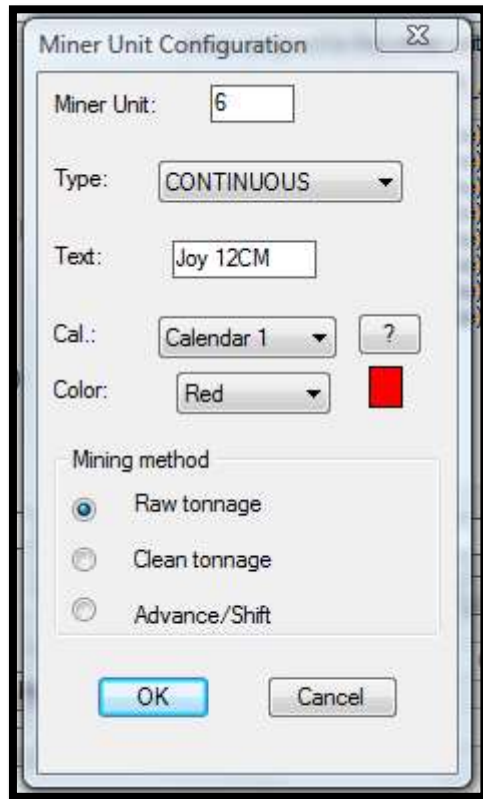 Miner Unit Configuration
Miner Unit: 6
Type: CONTINUOUS
Text: Joy 12CM
Cal.: Calendar 1 ?
Color: Red
Mining method
Raw tonnage
Clean tonnage
Advance/Shift
OK Cancel